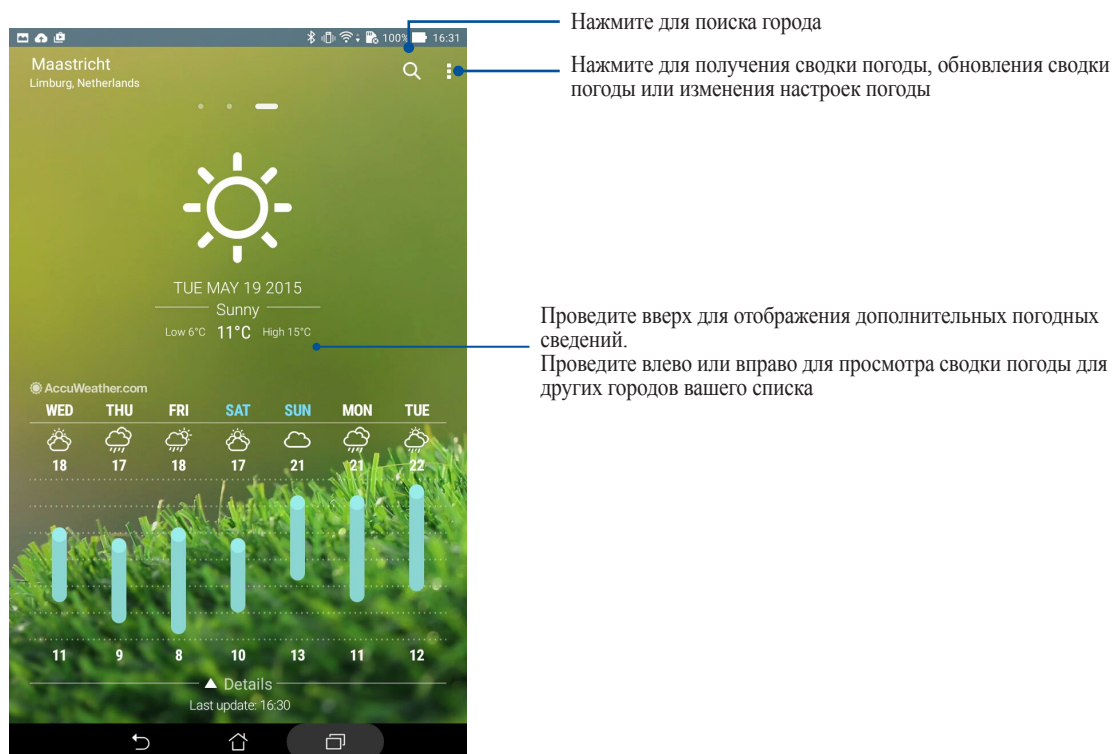 Нажмите для поиска города
100% 16:31
Maastricht
Limburg, Netherlands
Нажмите для получения сводки погоды, обновления сводки
погоды или изменения настроек погоды
TUE MAY 19 2015
Sunny
Low 6°C 11°C High 15°C
Проведите вверх для отображения дополнительных погодных
сведений.
Проведите влево или вправо для просмотра сводки погоды для
других городов вашего списка
AccuWeather.com
WED THU FRI SAT SUN MON TUE
18 17 18 17 21 21 22
11 9 8 10 13 11 12
Details
Last update: 16:30